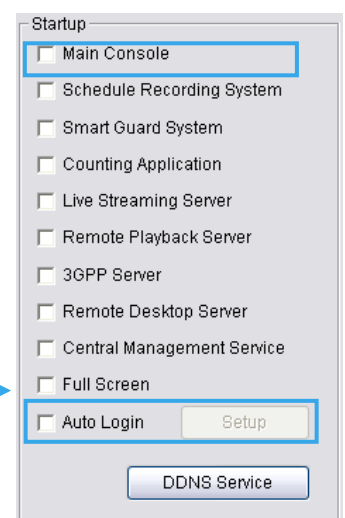 Startup
Main Console
Schedule Recording System
Smart Guard System
Counting Application
Live Streaming Server
Remote Playback Server
3GPP Server
Remote Desktop Server
Central Management Service
Full Screen
Auto Login Setup
DDNS Service